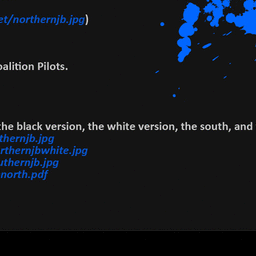 et/northernjb.jpg)
oalition Pilots.
the black version, the white version, the south, and
thernjb.jpg
rthernjbwhite.jpg
uthernjb.jpg
north.pdf